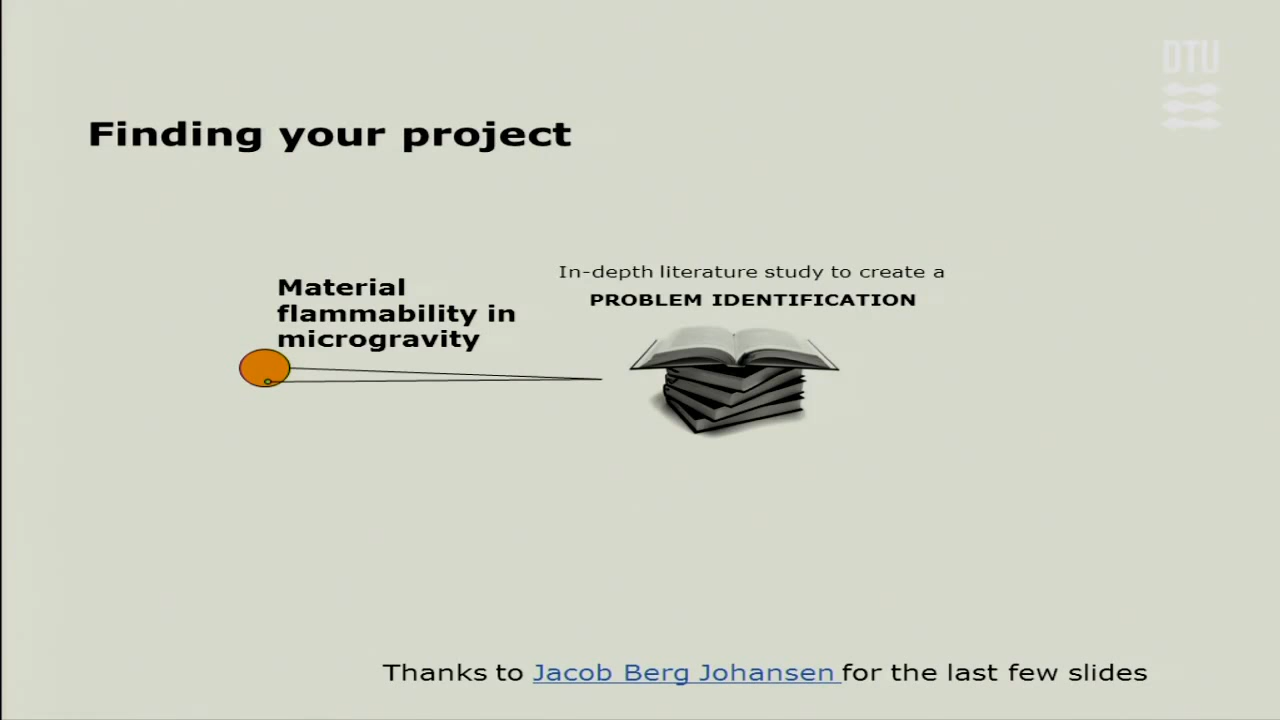 DTU
Finding your project
Material
flammability in
microgravity
In-depth literature study to create a
PROBLEM IDENTIFICATION
Thanks to Jacob Berg Johansen for the last few slides